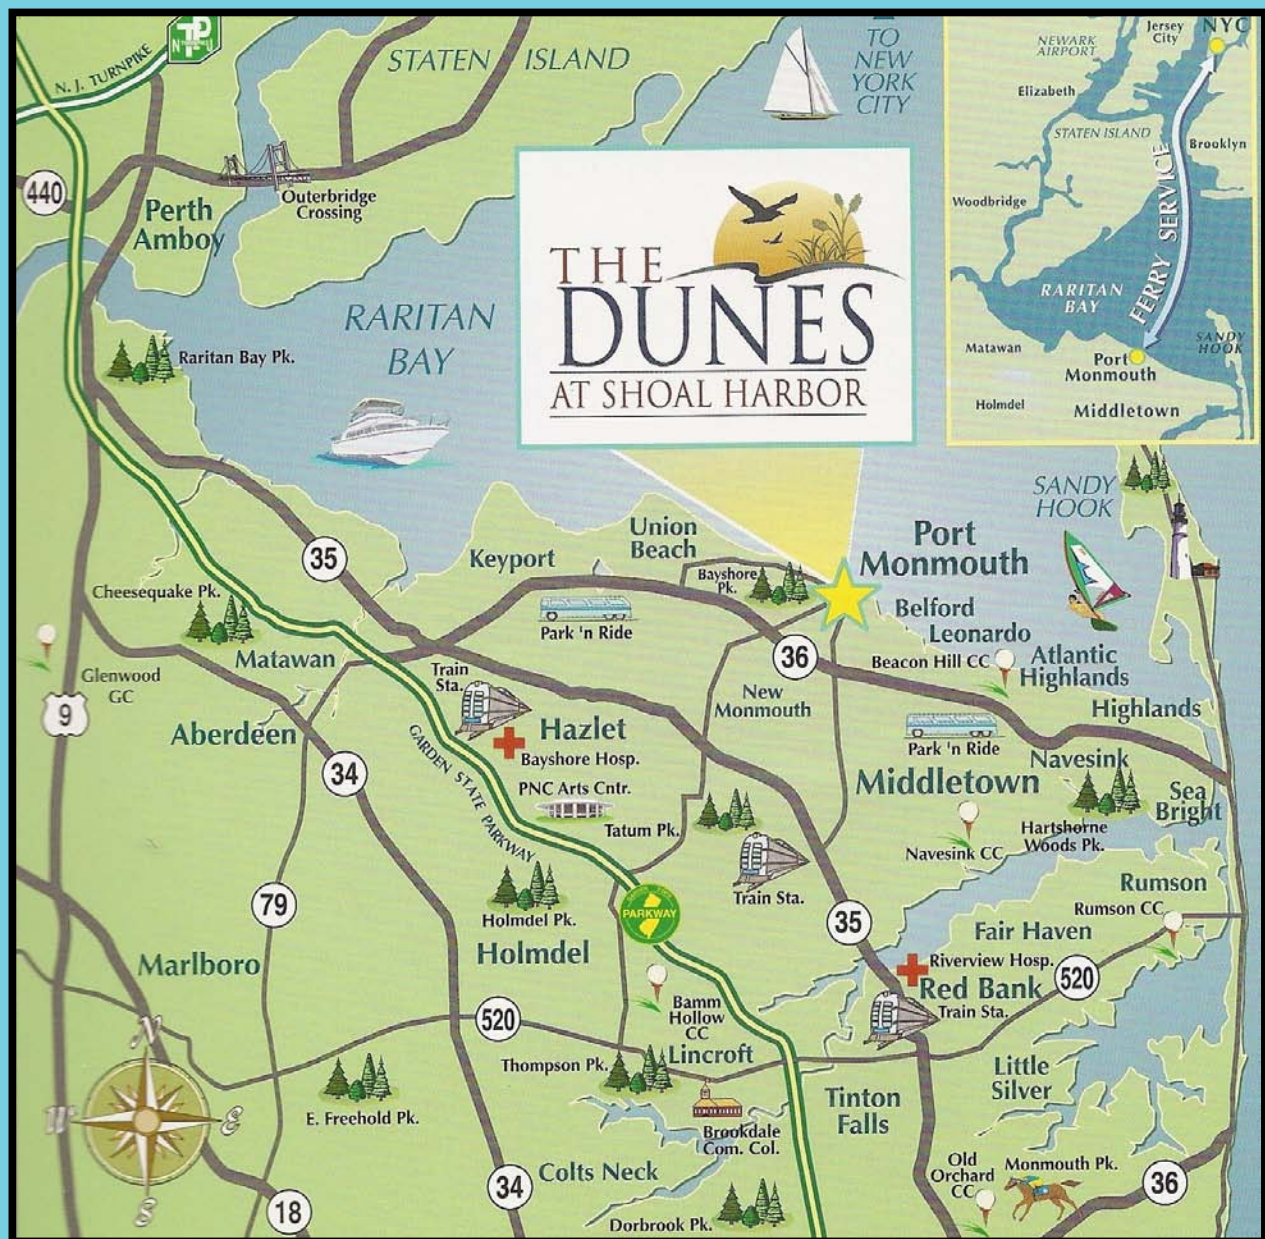 N.J. TURNPIKE
TP
STATEN ISLAND
TO
NEW
YORK
CITY
440
Outerbridge
Crossing
Perth
Amboy
RARITAN
BAY
Raritan Bay Pk.
THE
DUNES
AT SHOAL HARBOR
Jersey
City
NYC
NEWARK
AIRPORT
Elizabeth
STATEN ISLAND
Brooklyn
Woodbridge
FERRY SERVICE
RARITAN
BAY
SANDY
HOOK
Matawan
Port
Monmouth
Holmdel
Middletown
SANDY
HOOK
Union
Beach
Port
Monmouth
Keyport
35
Bayshore
Pk.
Cheesequake Pk.
Park 'n Ride
Belford
Leonardo
Beacon Hill CC
Atlantic
Highlands
36
Matawan
Train
Sta.
Glenwood
GC
New
Monmouth
Highlands
9
Aberdeen
Hazlet
Bayshore Hosp.
Park 'n Ride
Navesink
34
GARDEN STATE PARKWAY
PNC Arts Cntr.
Middletown
Sea
Bright
Tatum Pk.
Hartshorne
Woods Pk.
Navesink CC
Train Sta.
Rumson
79
Holmdel Pk.
PARKWAY
35
Rumson CC
Fair Haven
Holmdel
Marlboro
Riverview Hosp.
Red Bank
520
Bamm
Hollow
CC
Train Sta.
520
N
Thompson Pk.
Lincroft
Little
Silver
W
E
E. Freehold Pk.
Tinton
Falls
Brookdale
Com. Col.
S
Colts Neck
Old
Orchard
CC
Monmouth Pk.
34
36
18
Dorbrook Pk.